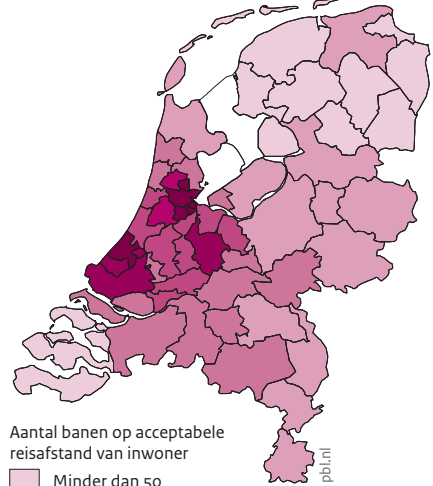 Aantal banen op acceptabele
reisafstand van inwoner
Minder dan 50
pbl.nl